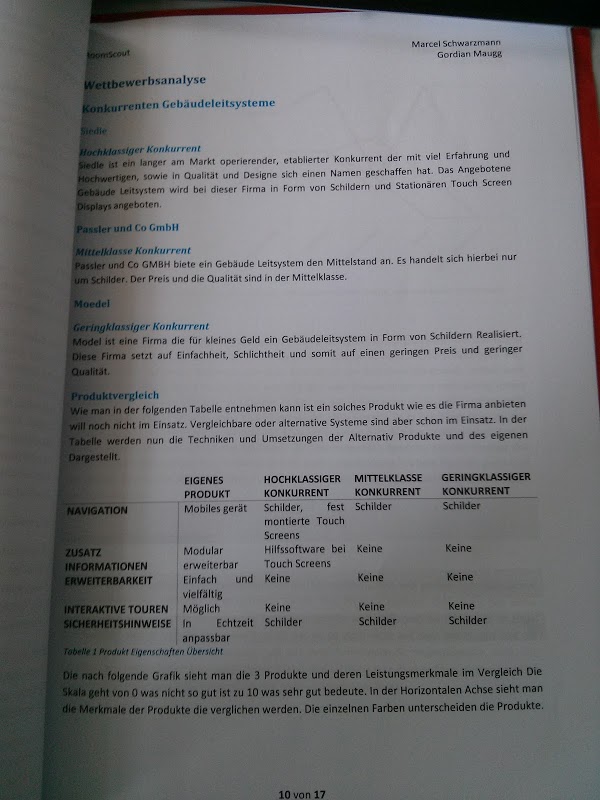 RoomScout
Marcel Schwarzmann
Gordian Maugg
Wettbewerbsanalyse
Konkurrenten Gebäudeleitsysteme
Siedle
Hochklassiger Konkurrent
Siedle ist ein langer am Markt operierender, etablierter Konkurrent der mit viel Erfahrung und
Hochwertigen, sowie in Qualität und Designe sich einen Namen geschaffen hat. Das Angebotene
Gebäude Leitsystem wird bei dieser Firma in Form von Schildern und Stationären Touch Screen
Displays angeboten.
Passler und Co GmbH
Mittelklasse Konkurrent
Passler und Co GMBH biete ein Gebäude Leitsystem den Mittelstand an. Es handelt sich hierbei nur
um Schilder. Der Preis und die Qualität sind in der Mittelklasse.
Moedel
Geringklassiger Konkurrent
Model ist eine Firma die für kleines Geld ein Gebäudeleitsystem in Form von Schildern Realisiert.
Diese Firma setzt auf Einfachheit, Schlichtheit und somit auf einen geringen Preis und geringer
Qualität.
Produktvergleich
Wie man in der folgenden Tabelle entnehmen kann ist ein solches Produkt wie es die Firma anbieten
will noch nicht im Einsatz. Vergleichbare oder alternative Systeme sind aber schon im Einsatz. In der
Tabelle werden nun die Techniken und Umsetzungen der Alternativ Produkte und des eigenen
Dargestellt.
EIGENES HOCHKLASSIGER MITTELKLASSE GERINGKLASSIGER
PRODUKT KONKURRENT KONKURRENT KONKURRENT
NAVIGATION Mobiles gerät Schilder, fest Schilder Schilder
montierte Touch
Screens
ZUSATZ Modular Hilfssoftware bei Keine Keine
INFORMATIONEN erweiterbar Touch Screens
ERWEITERBARKEIT Einfach und Keine Keine Keine
vielfältig
INTERAKTIVE TOUREN Möglich Keine Keine Keine
SICHERHEITSHINWEISE In Echtzeit Schilder Schilder Schilder
anpassbar
Tabelle 1 Produkt Eigenschaften Übersicht
Die nach folgende Grafik sieht man die 3 Produkte und deren Leistungsmerkmale im Vergleich Die
Skala geht von 0 was nicht so gut ist zu 10 was sehr gut bedeute. In der Horizontalen Achse sieht man
die Merkmale der Produkte die verglichen werden. Die einzelnen Farben unterscheiden die Produkte.
10 von 17